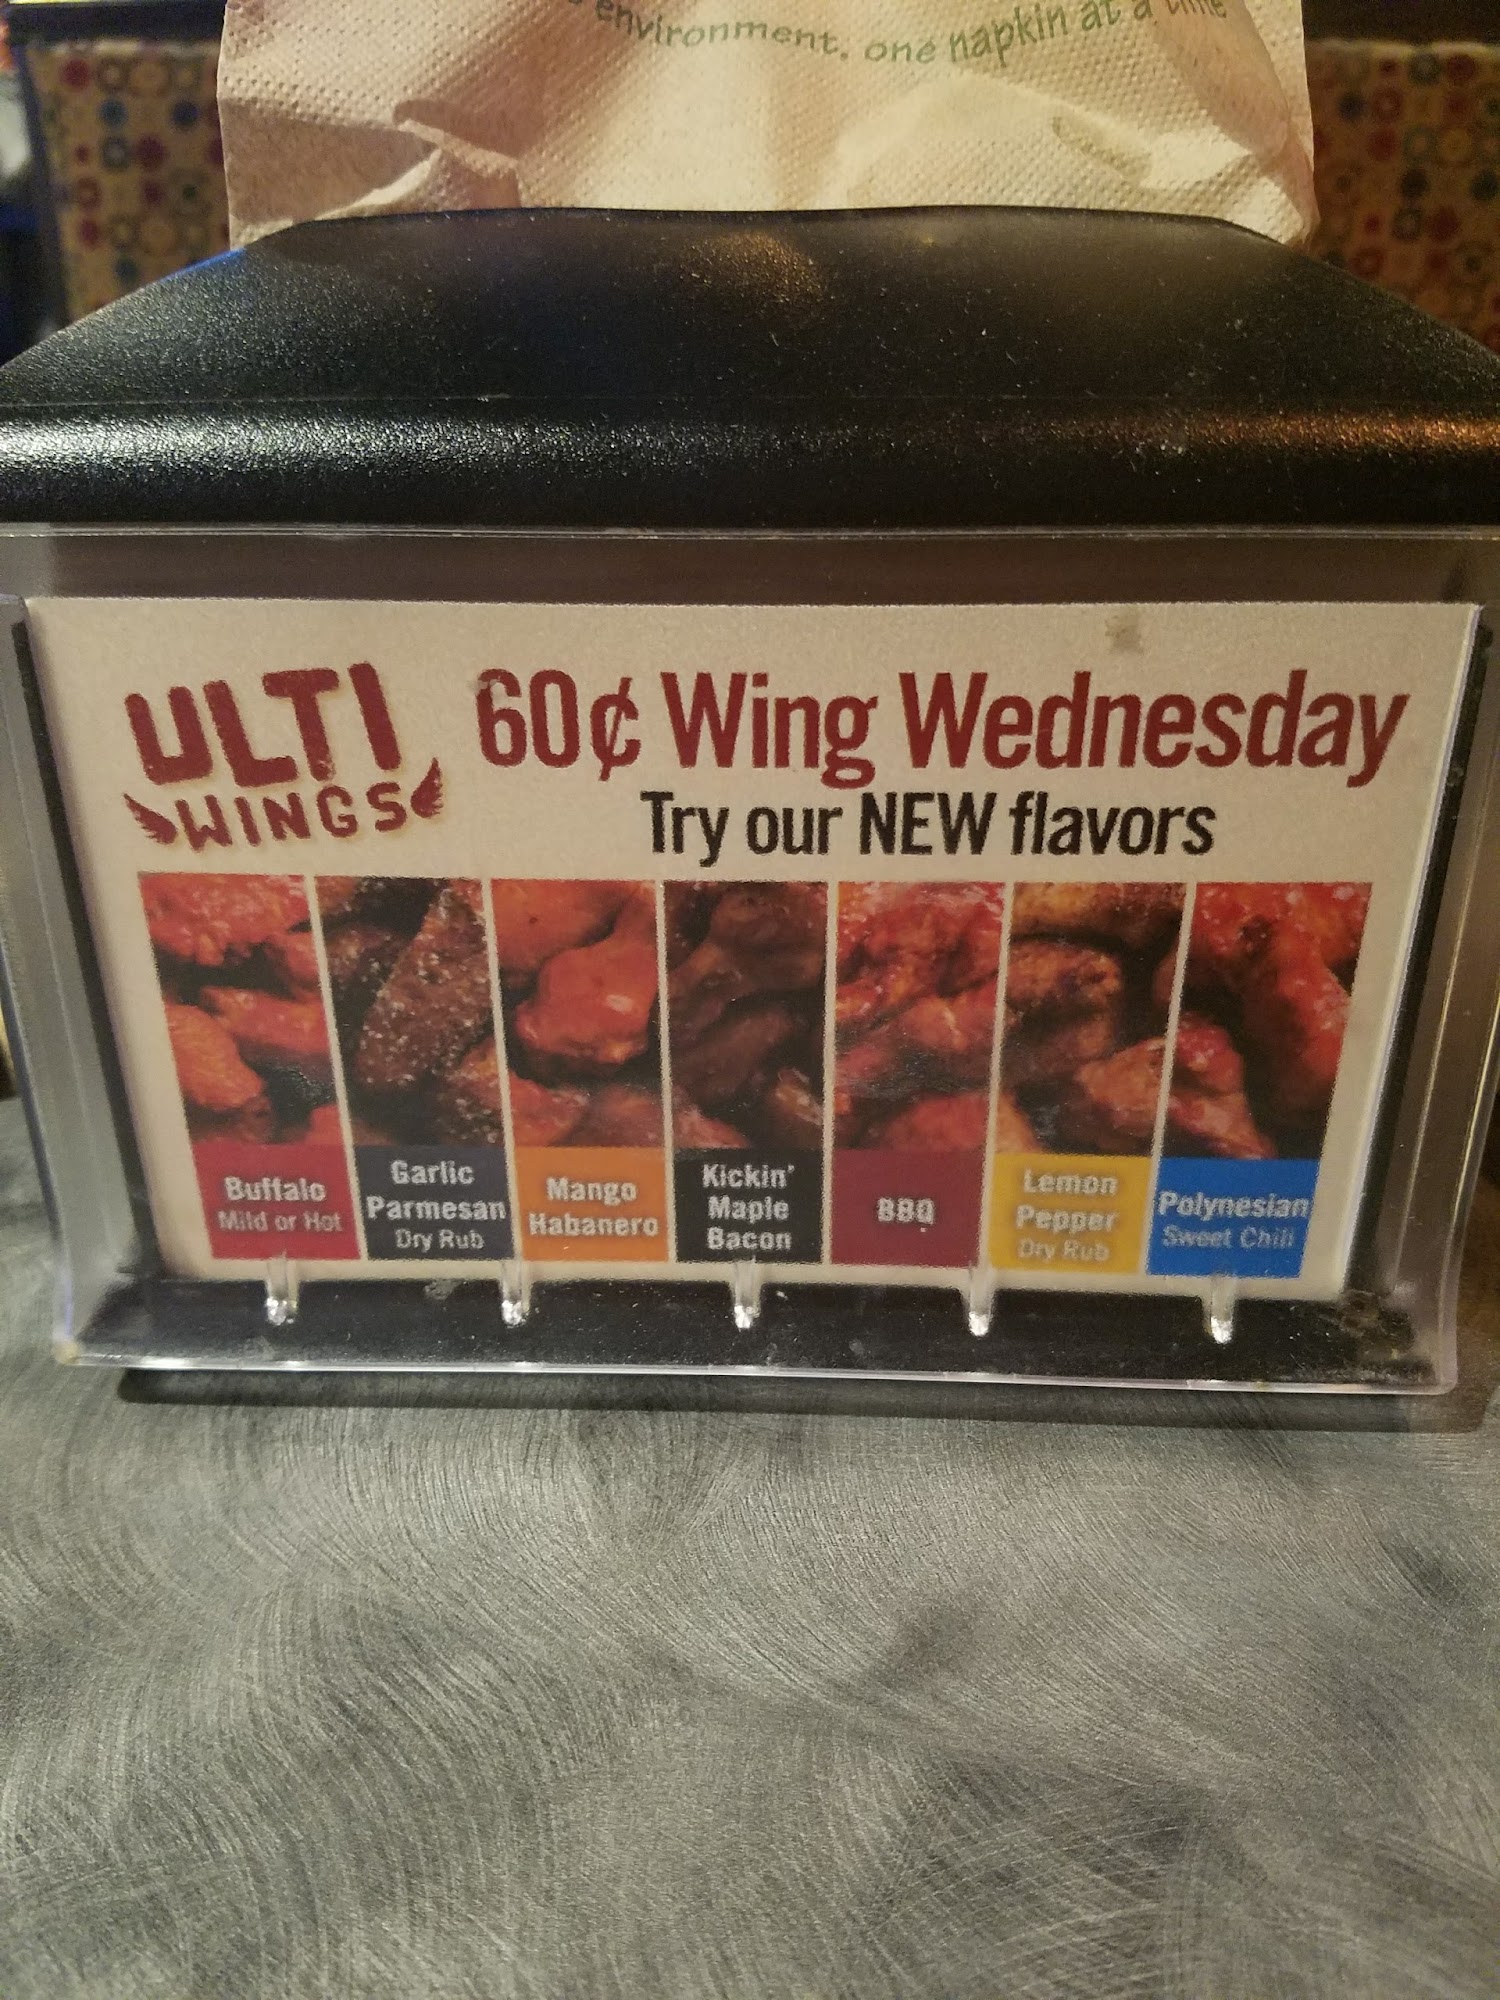 environment, one napkin at a time
ULTI
WINGS
60¢ Wing Wednesday
Try our NEW flavors
Buffalo
Mild or Hot
Garlic
Parmesan
Dry Rub
Mango
Habanero
Kickin'
Maple
Bacon
BBQ
Lemon
Pepper
Dry Rub
Polynesian
Sweet Chili